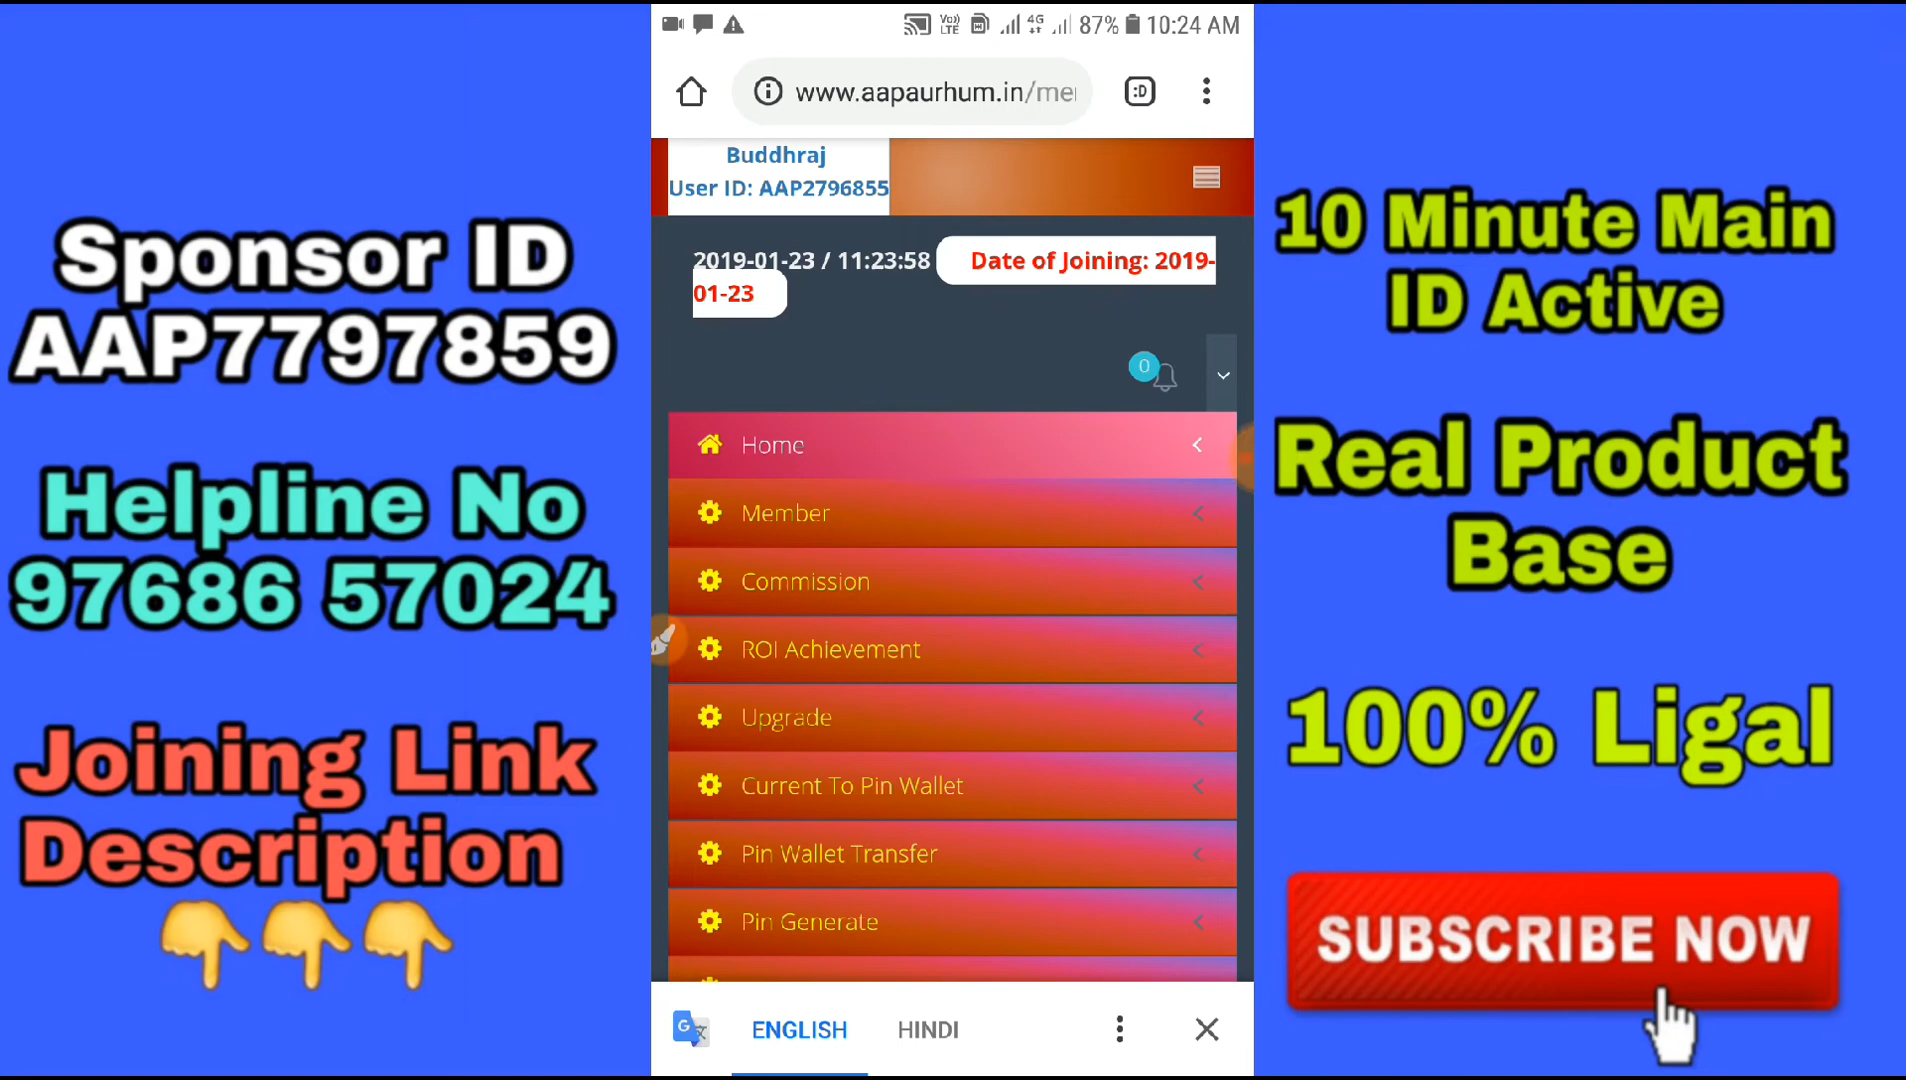 Sponsor ID
AAP7797859
Helpline No
97686 57024
Joining Link
Description
VoLTE 4G 87% 10:24 AM
www.aapaurhum.in/me
:D
Buddhraj
User ID: AAP2796855
2019-01-23 / 11:23:58 Date of Joining: 2019-
01-23
0
Home
Member
Commission
ROI Achievement
Upgrade
Current To Pin Wallet
Pin Wallet Transfer
Pin Generate
ENGLISH HINDI
10 Minute Main
ID Active
Real Product
Base
100% Ligal
SUBSCRIBE NOW